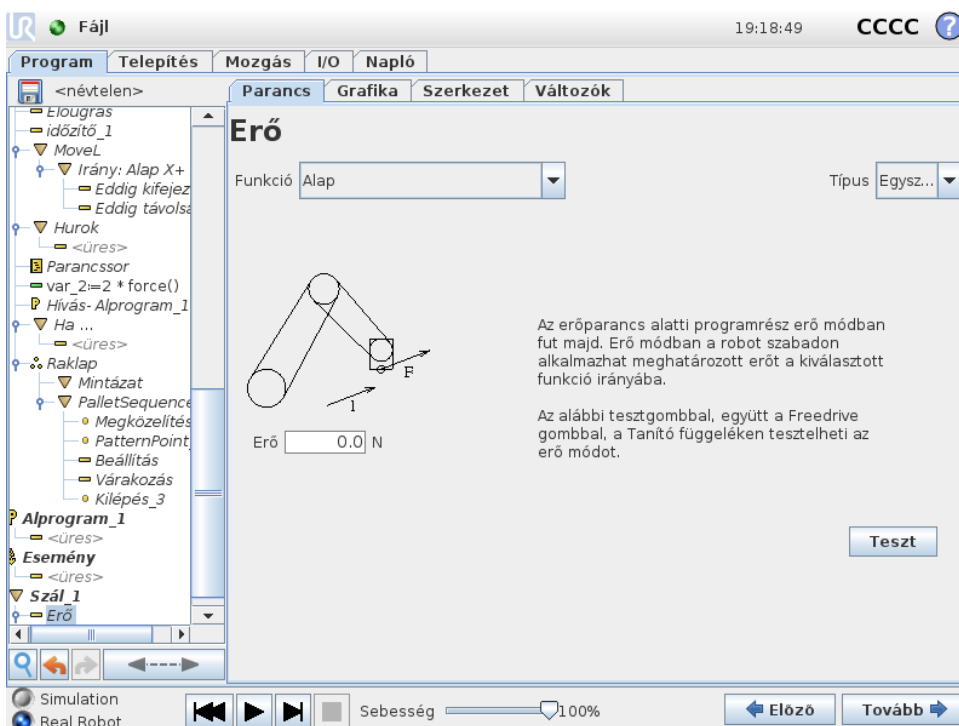 UR Fájl 19:18:49 CCCC ?
Program Telepítés Mozgás I/O Napló
<névtelen> Parancs Grafika Szerkezet Változók
Előugrás
időzítő_1
MoveL
Irány: Alap X+
Eddig kifejez
Eddig távols
Hurok
<üres>
Parancssor
var_2:=2 * force()
Hívás- Alprogram_1
Ha ...
<üres>
Raklap
Mintázat
PalletSequence
Megközelítés
PatternPoint_
Beállítás
Várakozás
Kilépés_3
Alprogram_1
<üres>
Esemény
<üres>
Szál_1
Erő
Erő
Funkció Alap Típus Egysz...
F
1
Erő 0.0 N
Az erőparancs alatti programrész erő módban
fut majd. Erő módban a robot szabadon
alkalmazhat meghatározott erőt a kiválasztott
funkció irányába.
Az alábbi tesztgombbal, együtt a Freedrive
gombbal, a Tanító függeléken tesztelheti az
erő módot.
Teszt
Simulation
Real Robot
Sebesség 100%
Előző Tovább